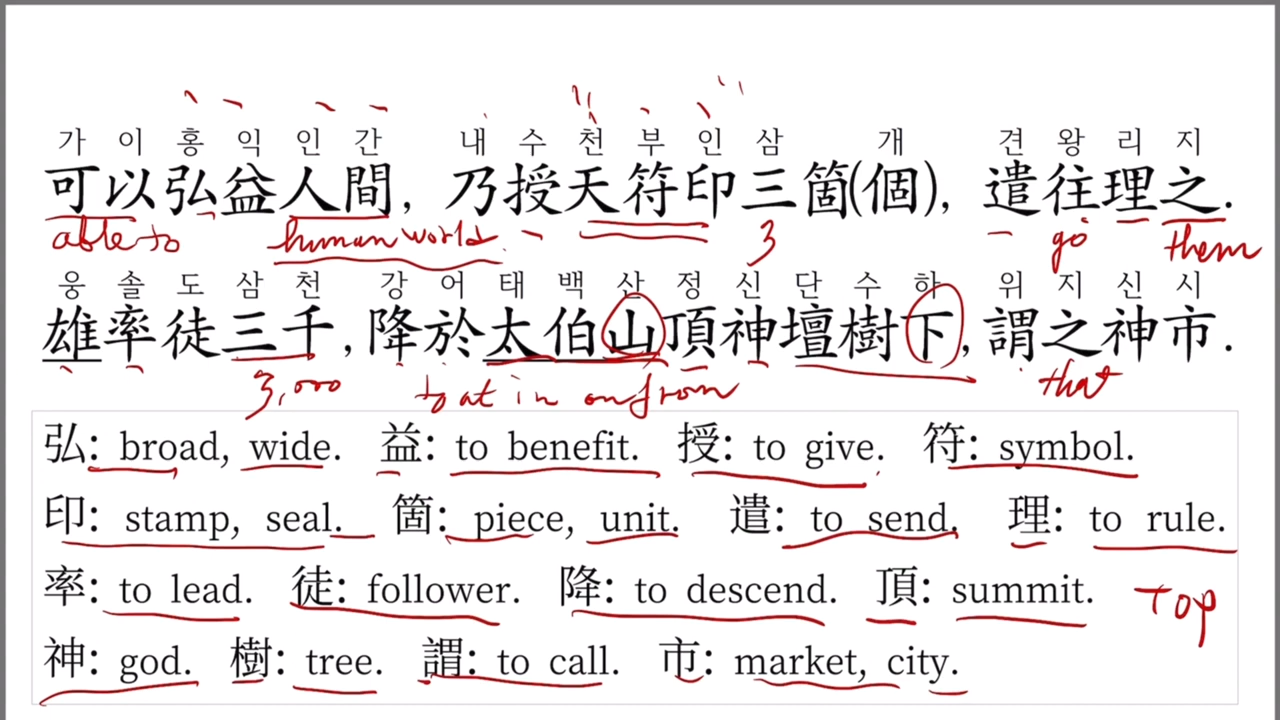 가 이 홍 익 인 간 내 수 천 부 인 삼 개 견 왕 리 지
可以弘益人間, 乃授天符印三箇(個), 遣往理之.
able to human world 3 go them
웅 솔 도 삼 천 강 어 태 백 산 정 신 단 수 하 위 지 신 시
雄率徒三千, 降於太伯山頂神壇樹下, 謂之神市.
3,000 to at in on from that
弘: broad, wide. 益: to benefit. 授: to give. 符: symbol.
印: stamp, seal. 箇: piece, unit. 遣: to send. 理: to rule.
率: to lead. 徒: follower. 降: to descend. 頂: summit. TOP
神: god. 樹: tree. 謂: to call. 市: market, city.